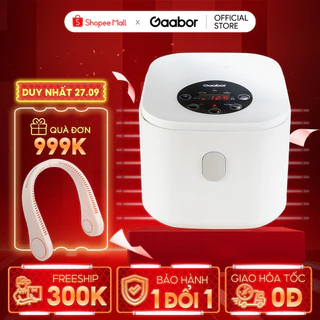 Shopee Mall x Gaabor OFFICIAL STORE
DUY NHẤT 27.09
QUÀ ĐƠN
999K
Gaabor
FREESHIP
300K
BẢO HÀNH
1 ĐỔI 1
GIAO HỎA TỐC
0Đ